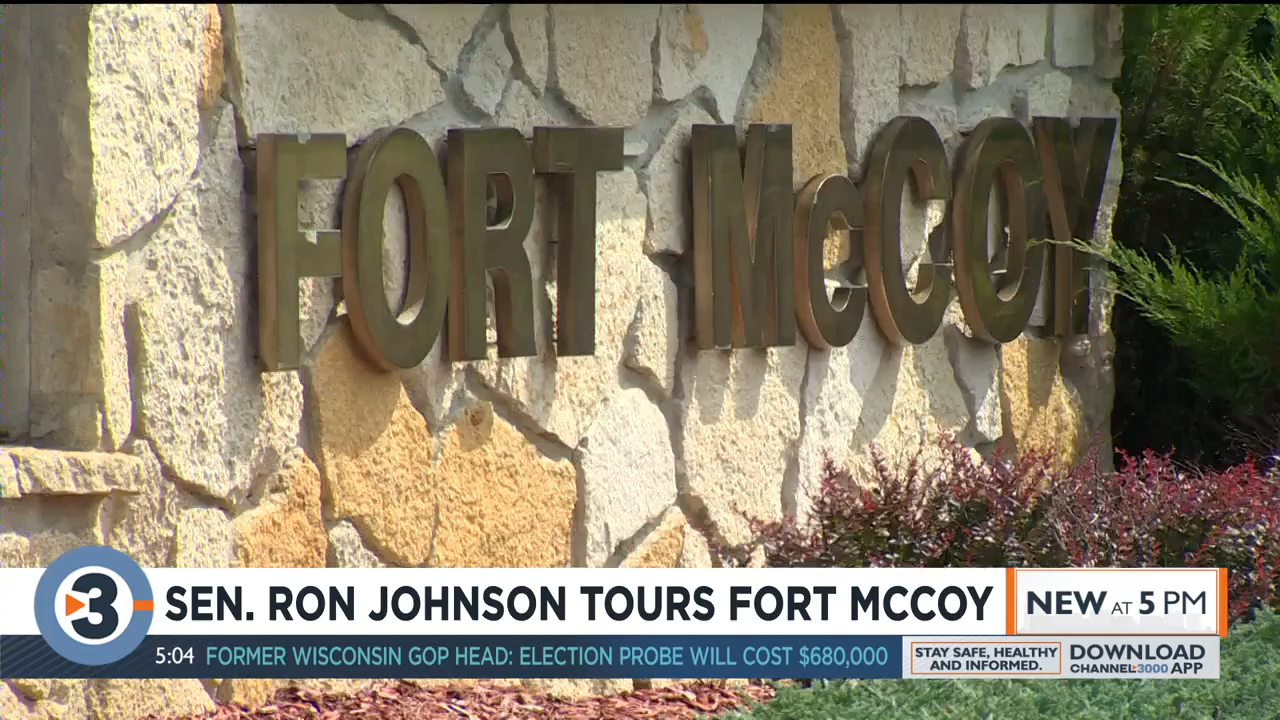 FORT McCOY
3 SEN. RON JOHNSON TOURS FORT MCCOY
NEW AT 5 PM
5:04 FORMER WISCONSIN GOP HEAD: ELECTION PROBE WILL COST $680,000
STAY SAFE, HEALTHY
AND INFORMED.
DOWNLOAD
CHANNEL3000 APP